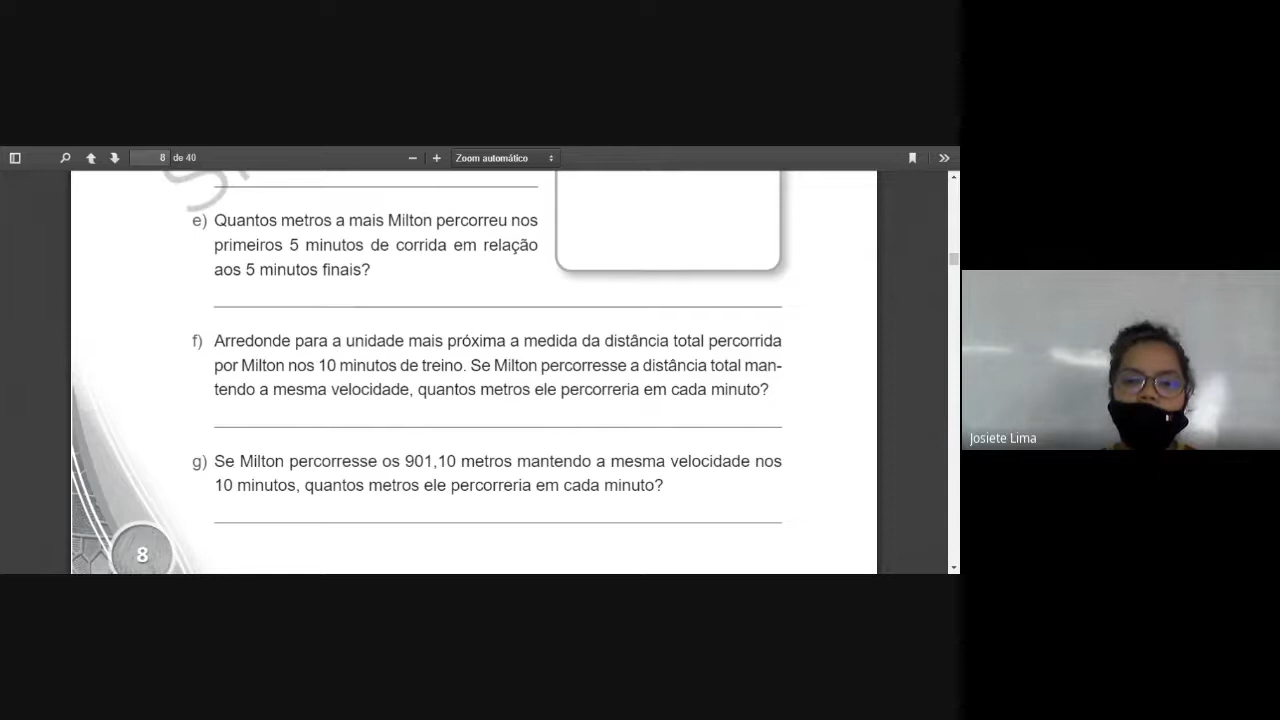 8 de 40
Zoom automático
e) Quantos metros a mais Milton percorreu nos
primeiros 5 minutos de corrida em relação
aos 5 minutos finais?
f) Arredonde para a unidade mais próxima a medida da distância total percorrida
por Milton nos 10 minutos de treino. Se Milton percorresse a distância total man-
tendo a mesma velocidade, quantos metros ele percorreria em cada minuto?
g) Se Milton percorresse os 901,10 metros mantendo a mesma velocidade nos
10 minutos, quantos metros ele percorreria em cada minuto?
8
Josiete Lima